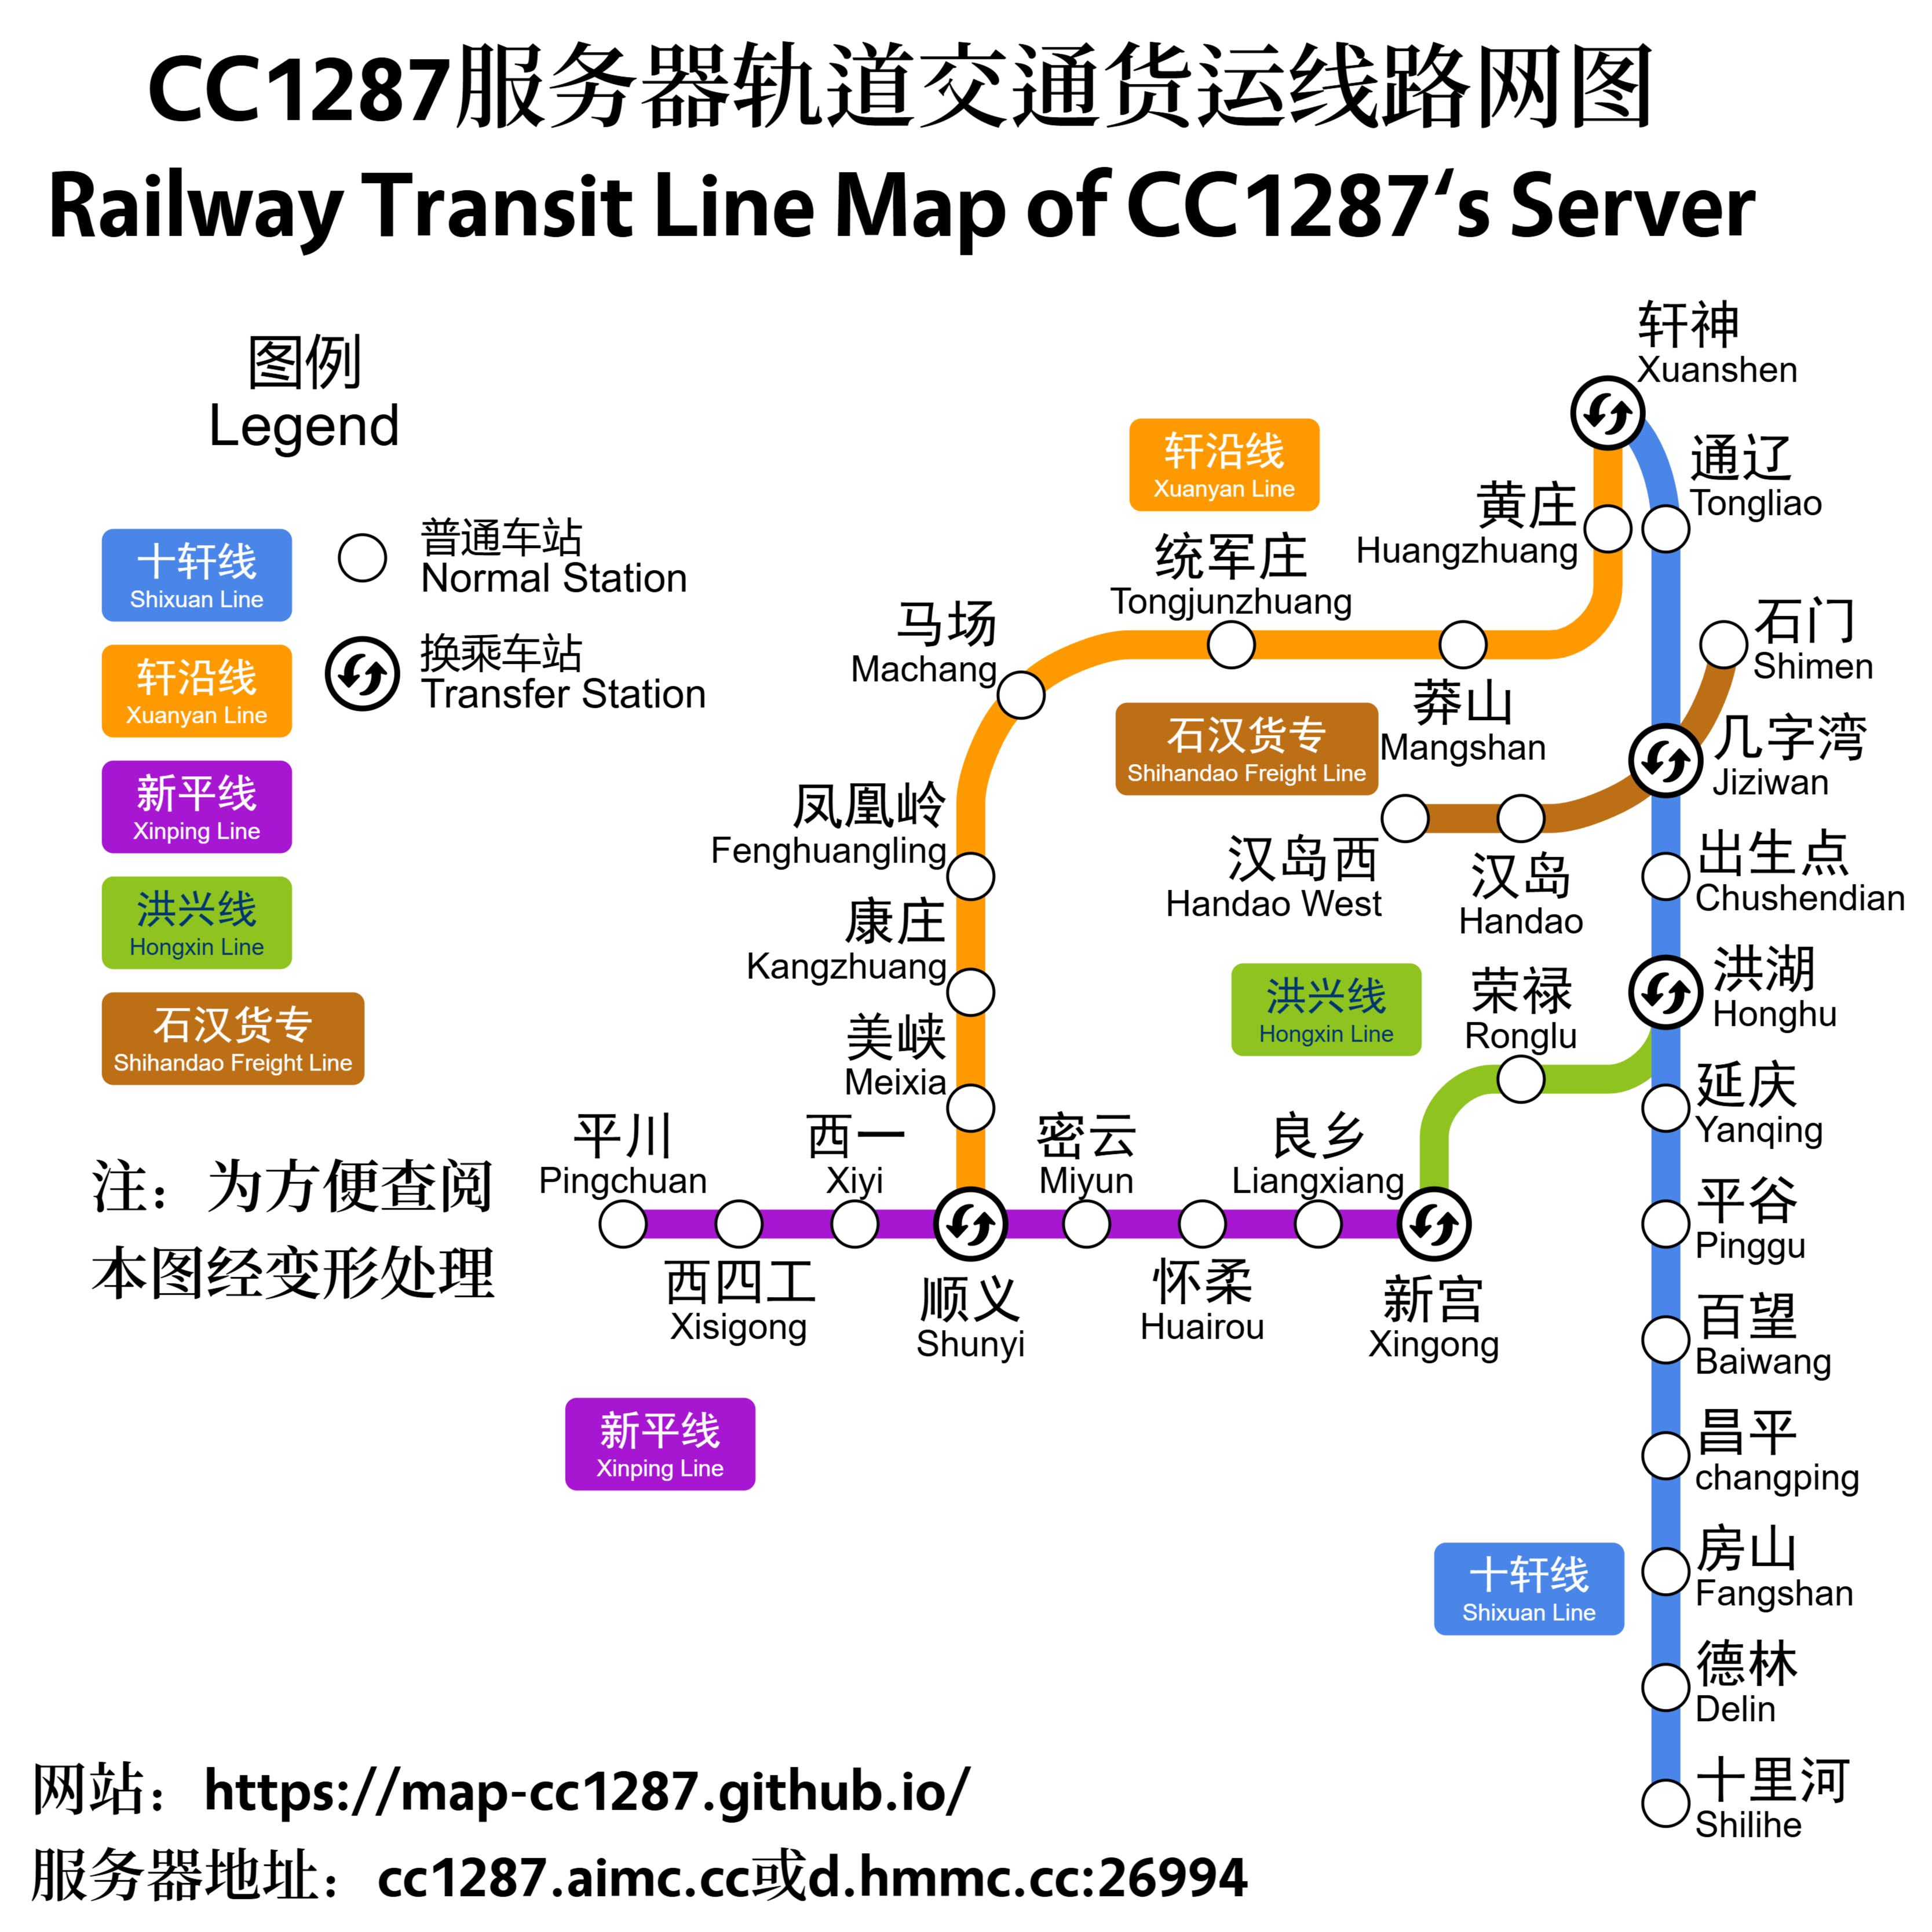 CC1287服务器轨道交通货运线路网图
Railway Transit Line Map of CC1287‘s Server
图例
Legend
十轩线
Shixuan Line
轩沿线
Xuanyan Line
新平线
Xinping Line
洪兴线
Hongxin Line
石汉货专
Shihandao Freight Line
普通车站
Normal Station
换乘车站
Transfer Station
注：为方便查阅
本图经变形处理
轩神
Xuanshen
轩沿线
Xuanyan Line
通辽
Tongliao
黄庄
Huangzhuang
统军庄
Tongjunzhuang
马场
Machang
石门
Shimen
莽山
Mangshan
石汉货专
Shihandao Freight Line
几字湾
Jiziwan
凤凰岭
Fenghuangling
汉岛西
Handao West
汉岛
Handao
出生点
Chushendian
康庄
Kangzhuang
洪兴线
Hongxin Line
荣禄
Ronglu
洪湖
Honghu
美峡
Meixia
延庆
Yanqing
平川
Pingchuan
西一
Xiyi
密云
Miyun
良乡
Liangxiang
西四工
Xisigong
顺义
Shunyi
怀柔
Huairou
新宫
Xingong
平谷
Pinggu
百望
Baiwang
新平线
Xinping Line
昌平
changping
房山
Fangshan
十轩线
Shixuan Line
德林
Delin
十里河
Shilihe
网站：https://map-cc1287.github.io/
服务器地址：cc1287.aimc.cc或d.hmmc.cc:26994